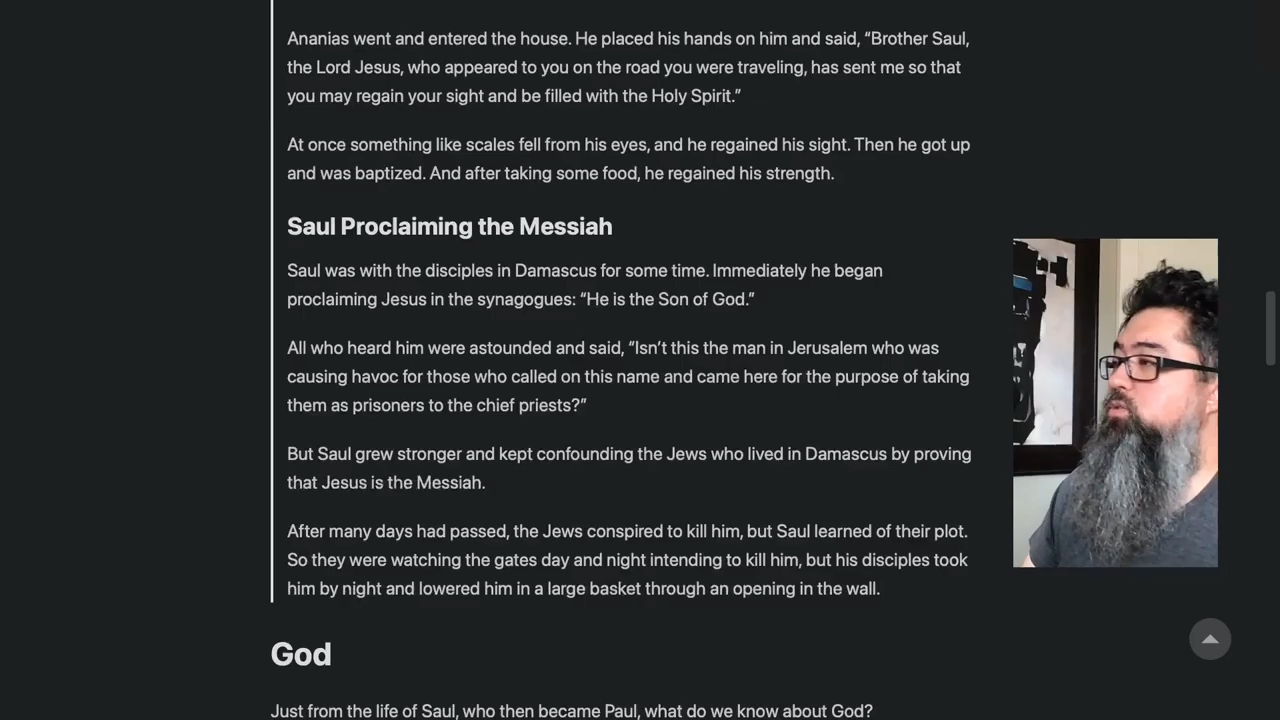 Ananias went and entered the house. He placed his hands on him and said, “Brother Saul,
the Lord Jesus, who appeared to you on the road you were traveling, has sent me so that
you may regain your sight and be filled with the Holy Spirit.”
At once something like scales fell from his eyes, and he regained his sight. Then he got up
and was baptized. And after taking some food, he regained his strength.
Saul Proclaiming the Messiah
Saul was with the disciples in Damascus for some time. Immediately he began
proclaiming Jesus in the synagogues: “He is the Son of God.”
All who heard him were astounded and said, “Isn’t this the man in Jerusalem who was
causing havoc for those who called on this name and came here for the purpose of taking
them as prisoners to the chief priests?”
But Saul grew stronger and kept confounding the Jews who lived in Damascus by proving
that Jesus is the Messiah.
After many days had passed, the Jews conspired to kill him, but Saul learned of their plot.
So they were watching the gates day and night intending to kill him, but his disciples took
him by night and lowered him in a large basket through an opening in the wall.
God
Just from the life of Saul, who then became Paul, what do we know about God?